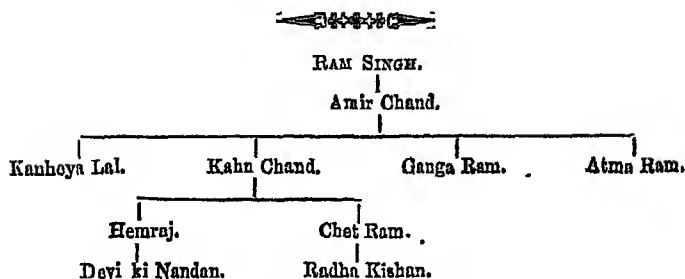 RAM SINGH.
Amir Chand.
Kanhoya Lal. Kahn Chand. Ganga Ram. Atma Ram.
Hemraj. Chet Ram.
Devi ki Nandan. Radha Kishan.